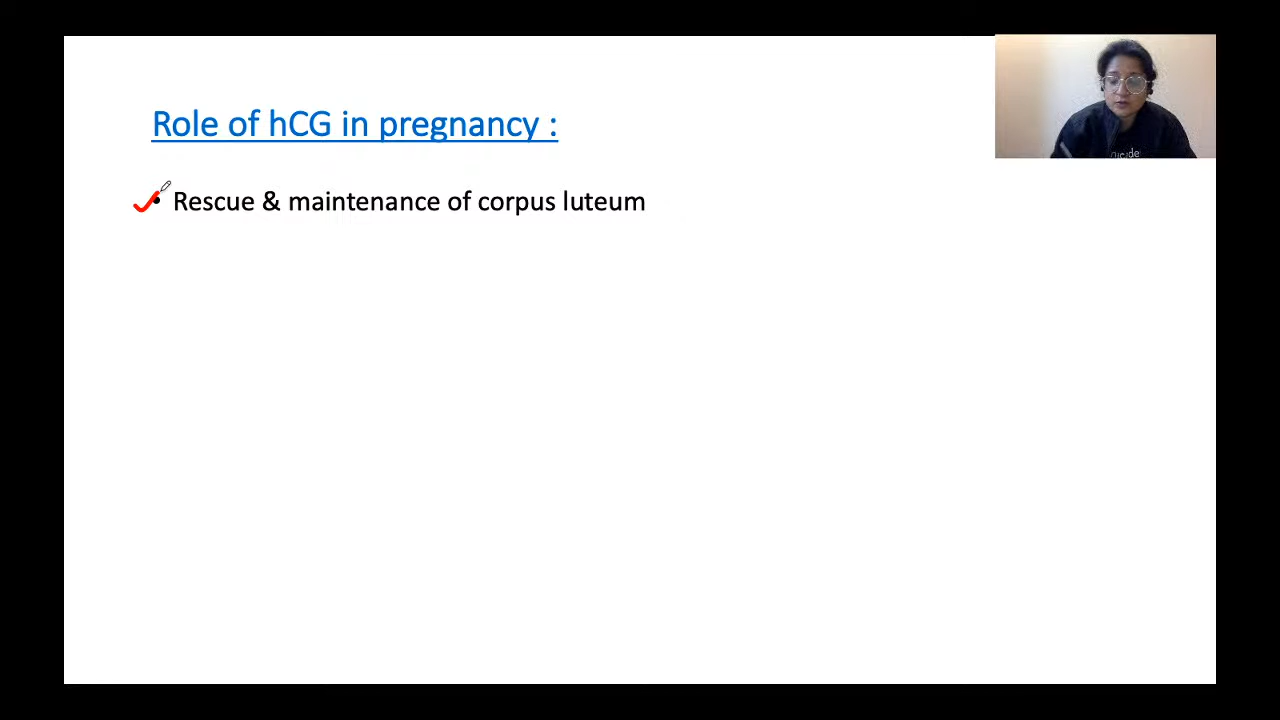 Role of hCG in pregnancy :
• Rescue & maintenance of corpus luteum